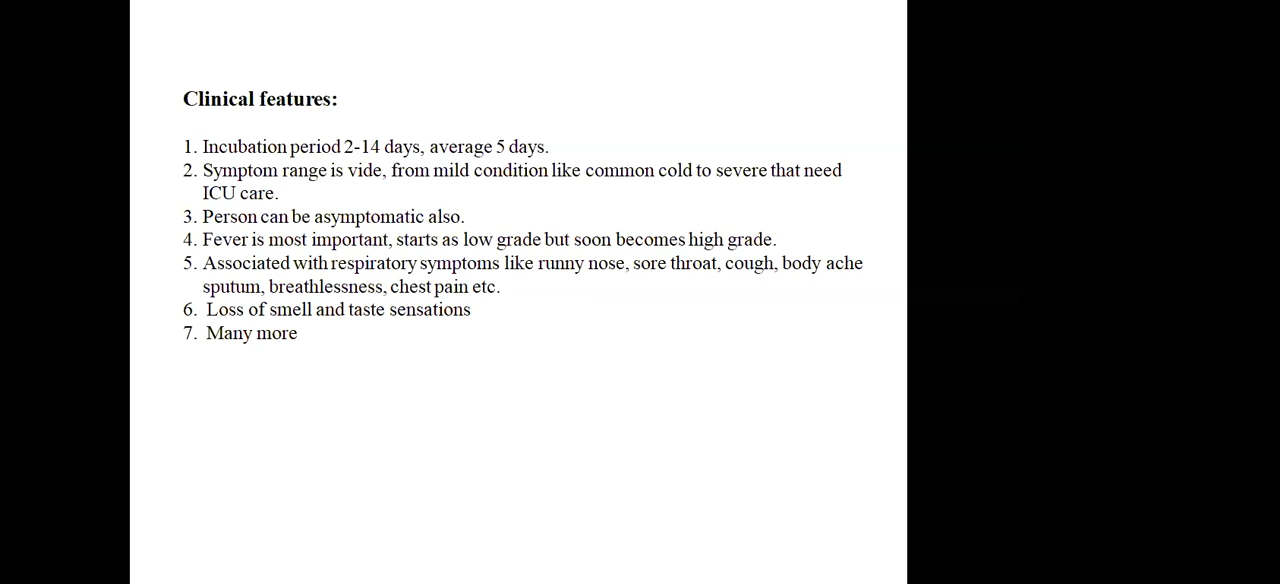 Clinical features:
1. Incubation period 2-14 days, average 5 days.
2. Symptom range is vide, from mild condition like common cold to severe that need
ICU care.
3. Person can be asymptomatic also.
4. Fever is most important, starts as low grade but soon becomes high grade.
5. Associated with respiratory symptoms like runny nose, sore throat, cough, body ache
sputum, breathlessness, chest pain etc.
6. Loss of smell and taste sensations
7. Many more